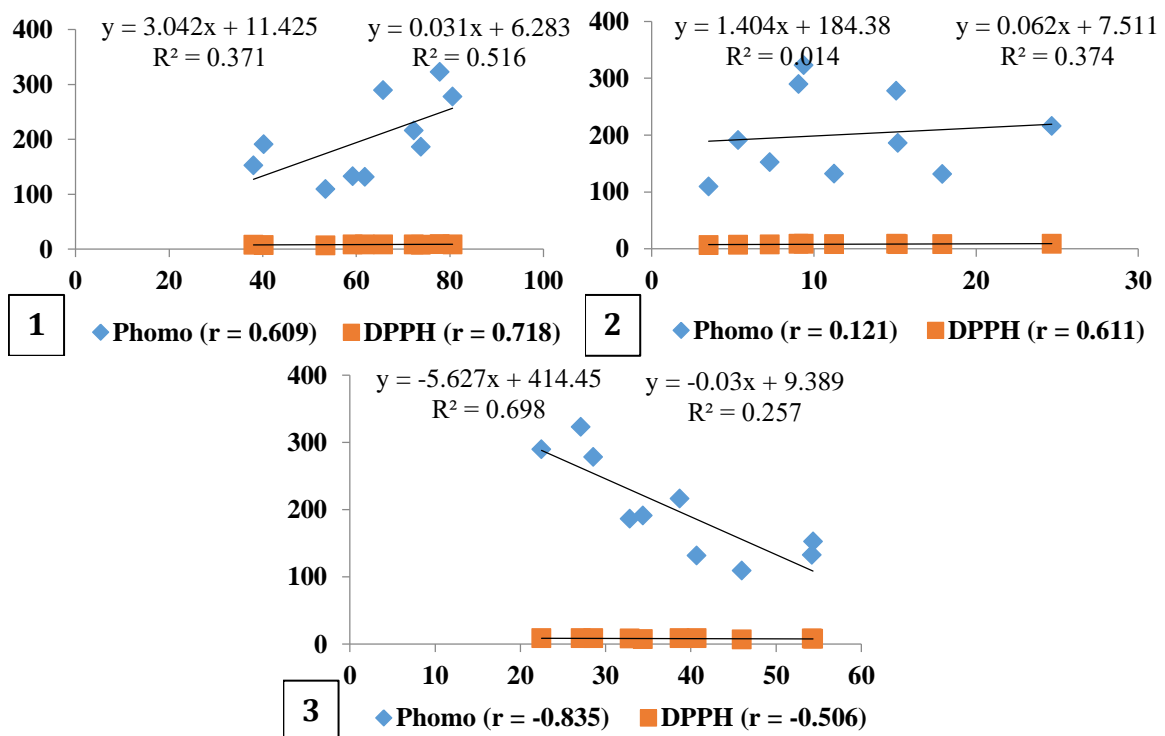 y = 3.042x + 11.425 y = 0.031x + 6.283
R² = 0.371 R² = 0.516
400
300
200
100
0
0 20 40 60 80 100
1
Phomo (r = 0.609) DPPH (r = 0.718)
y = 1.404x + 184.38 y = 0.062x + 7.511
R² = 0.014 R² = 0.374
400
300
200
100
0
0 10 20 30
2
Phomo (r = 0.121) DPPH (r = 0.611)
y = -5.627x + 414.45 y = -0.03x + 9.389
R² = 0.698 R² = 0.257
400
300
200
100
0
0 10 20 30 40 50 60
3
Phomo (r = -0.835) DPPH (r = -0.506)